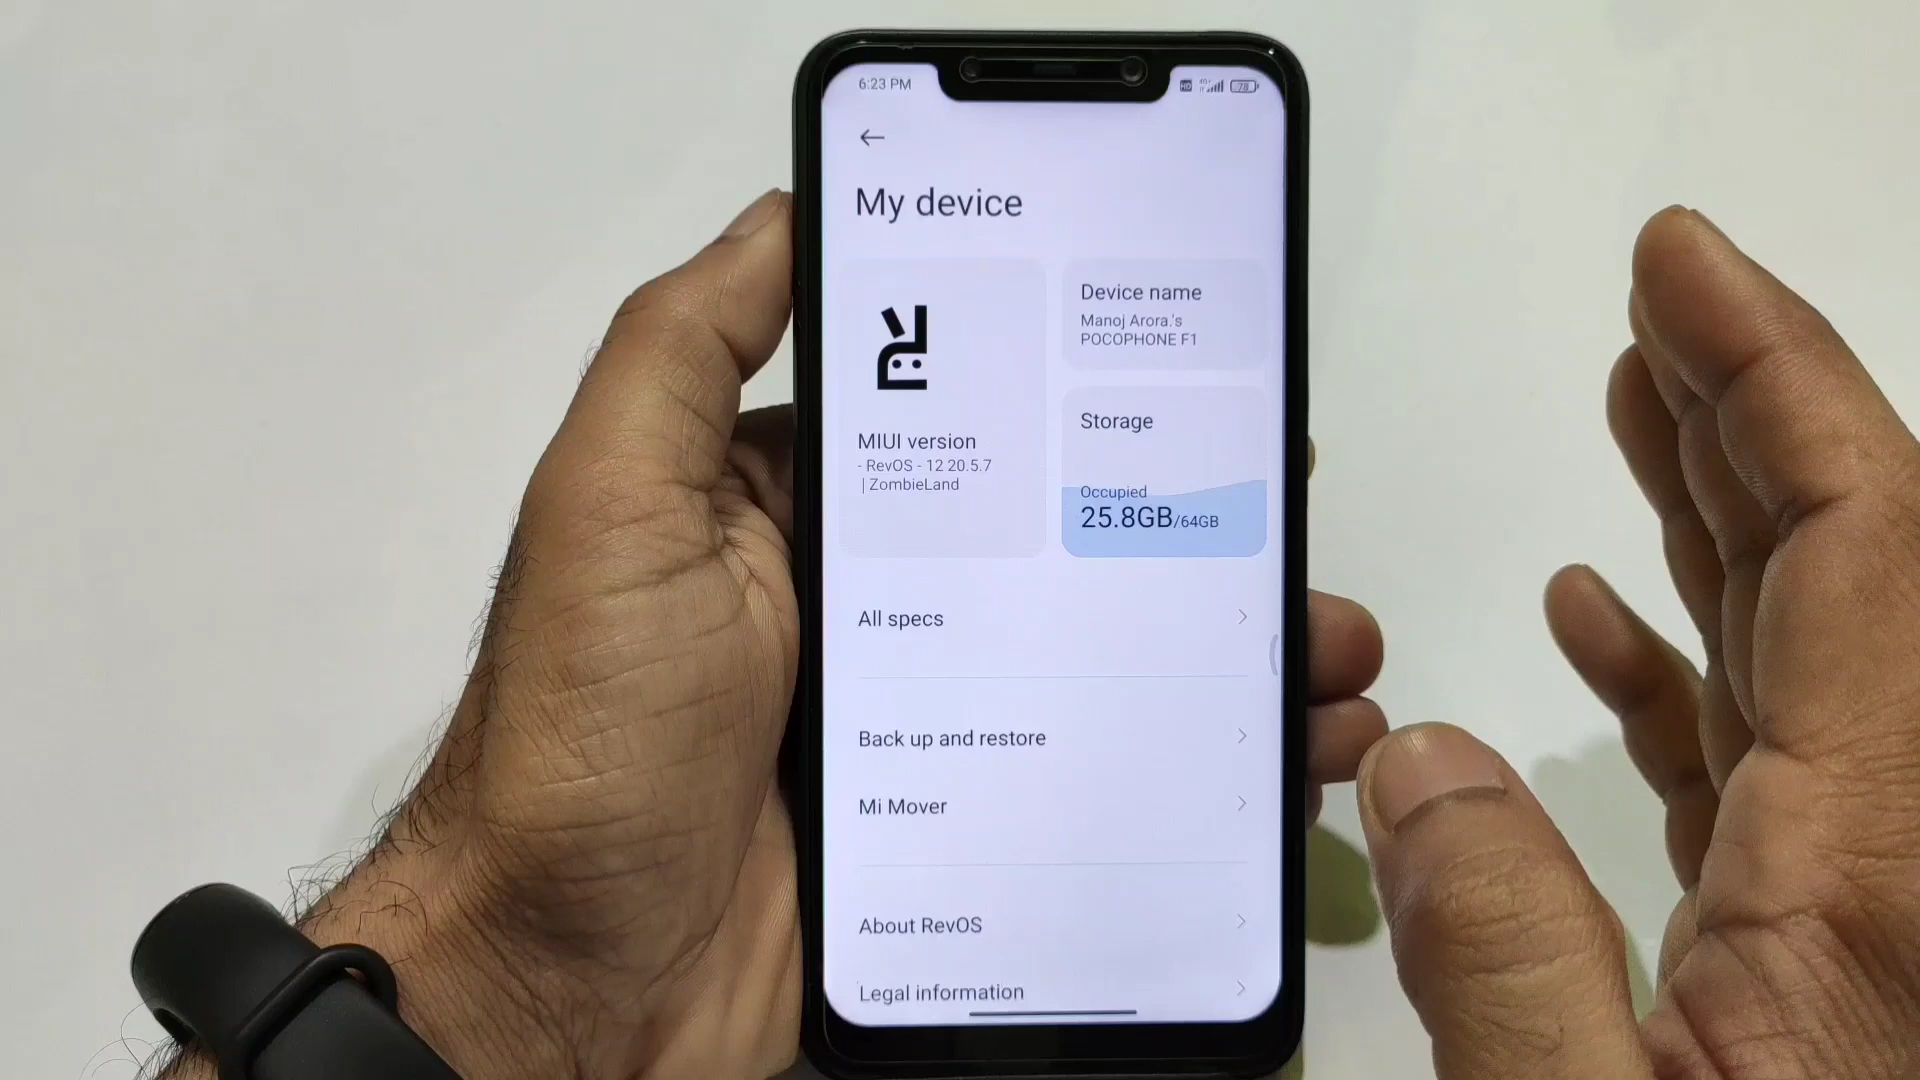 6:23 PM
78
My device
Device name
Manoj Arora.'s
POCOPHONE F1
MIUI version
- RevOS - 12 20.5.7
| ZombieLand
Storage
Occupied
25.8GB/64GB
All specs
Back up and restore
Mi Mover
About RevOS
Legal information